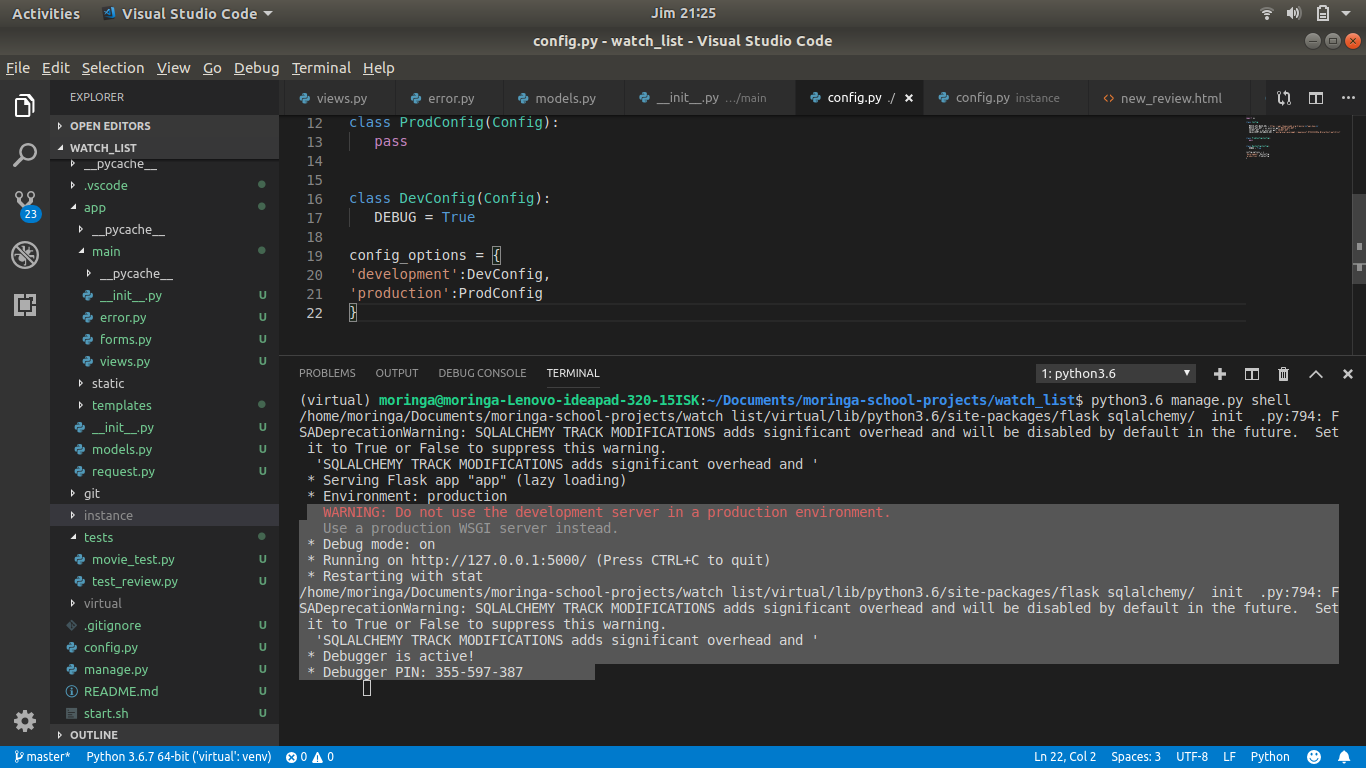 Activities Visual Studio Code Jim 21:25
config.py - watch_list - Visual Studio Code
File Edit Selection View Go Debug Terminal Help
EXPLORER
OPEN EDITORS
WATCH_LIST
__pycache__
.vscode
app
__pycache__
main
__pycache__
__init__.py U
error.py U
forms.py U
views.py U
static
templates
__init__.py U
models.py U
request.py U
git
instance
tests
movie_test.py U
test_review.py U
virtual
.gitignore U
config.py U
manage.py U
README.md U
start.sh U
OUTLINE
23
views.py error.py models.py __init__.py .../main config.py ./ config.py instance new_review.html
12 class ProdConfig(Config):
13 pass
14
15
16 class DevConfig(Config):
17 DEBUG = True
18
19 config_options = {
20 'development':DevConfig,
21 'production':ProdConfig
22 }
PROBLEMS OUTPUT DEBUG CONSOLE TERMINAL 1: python3.6
(virtual) moringa@moringa-Lenovo-ideapad-320-15ISK:~/Documents/moringa-school-projects/watch_list$ python3.6 manage.py shell
/home/moringa/Documents/moringa-school-projects/watch list/virtual/lib/python3.6/site-packages/flask sqlalchemy/  init  .py:794: F
SADeprecationWarning: SQLALCHEMY TRACK MODIFICATIONS adds significant overhead and will be disabled by default in the future.  Set
it to True or False to suppress this warning.
'SQLALCHEMY TRACK MODIFICATIONS adds significant overhead and '
* Serving Flask app "app" (lazy loading)
* Environment: production
WARNING: Do not use the development server in a production environment.
Use a production WSGI server instead.
* Debug mode: on
* Running on http://127.0.0.1:5000/ (Press CTRL+C to quit)
* Restarting with stat
/home/moringa/Documents/moringa-school-projects/watch list/virtual/lib/python3.6/site-packages/flask sqlalchemy/  init  .py:794: F
SADeprecationWarning: SQLALCHEMY TRACK MODIFICATIONS adds significant overhead and will be disabled by default in the future.  Set
it to True or False to suppress this warning.
'SQLALCHEMY TRACK MODIFICATIONS adds significant overhead and '
* Debugger is active!
* Debugger PIN: 355-597-387
master* Python 3.6.7 64-bit ('virtual': venv) 0 0 Ln 22, Col 2 Spaces: 3 UTF-8 LF Python